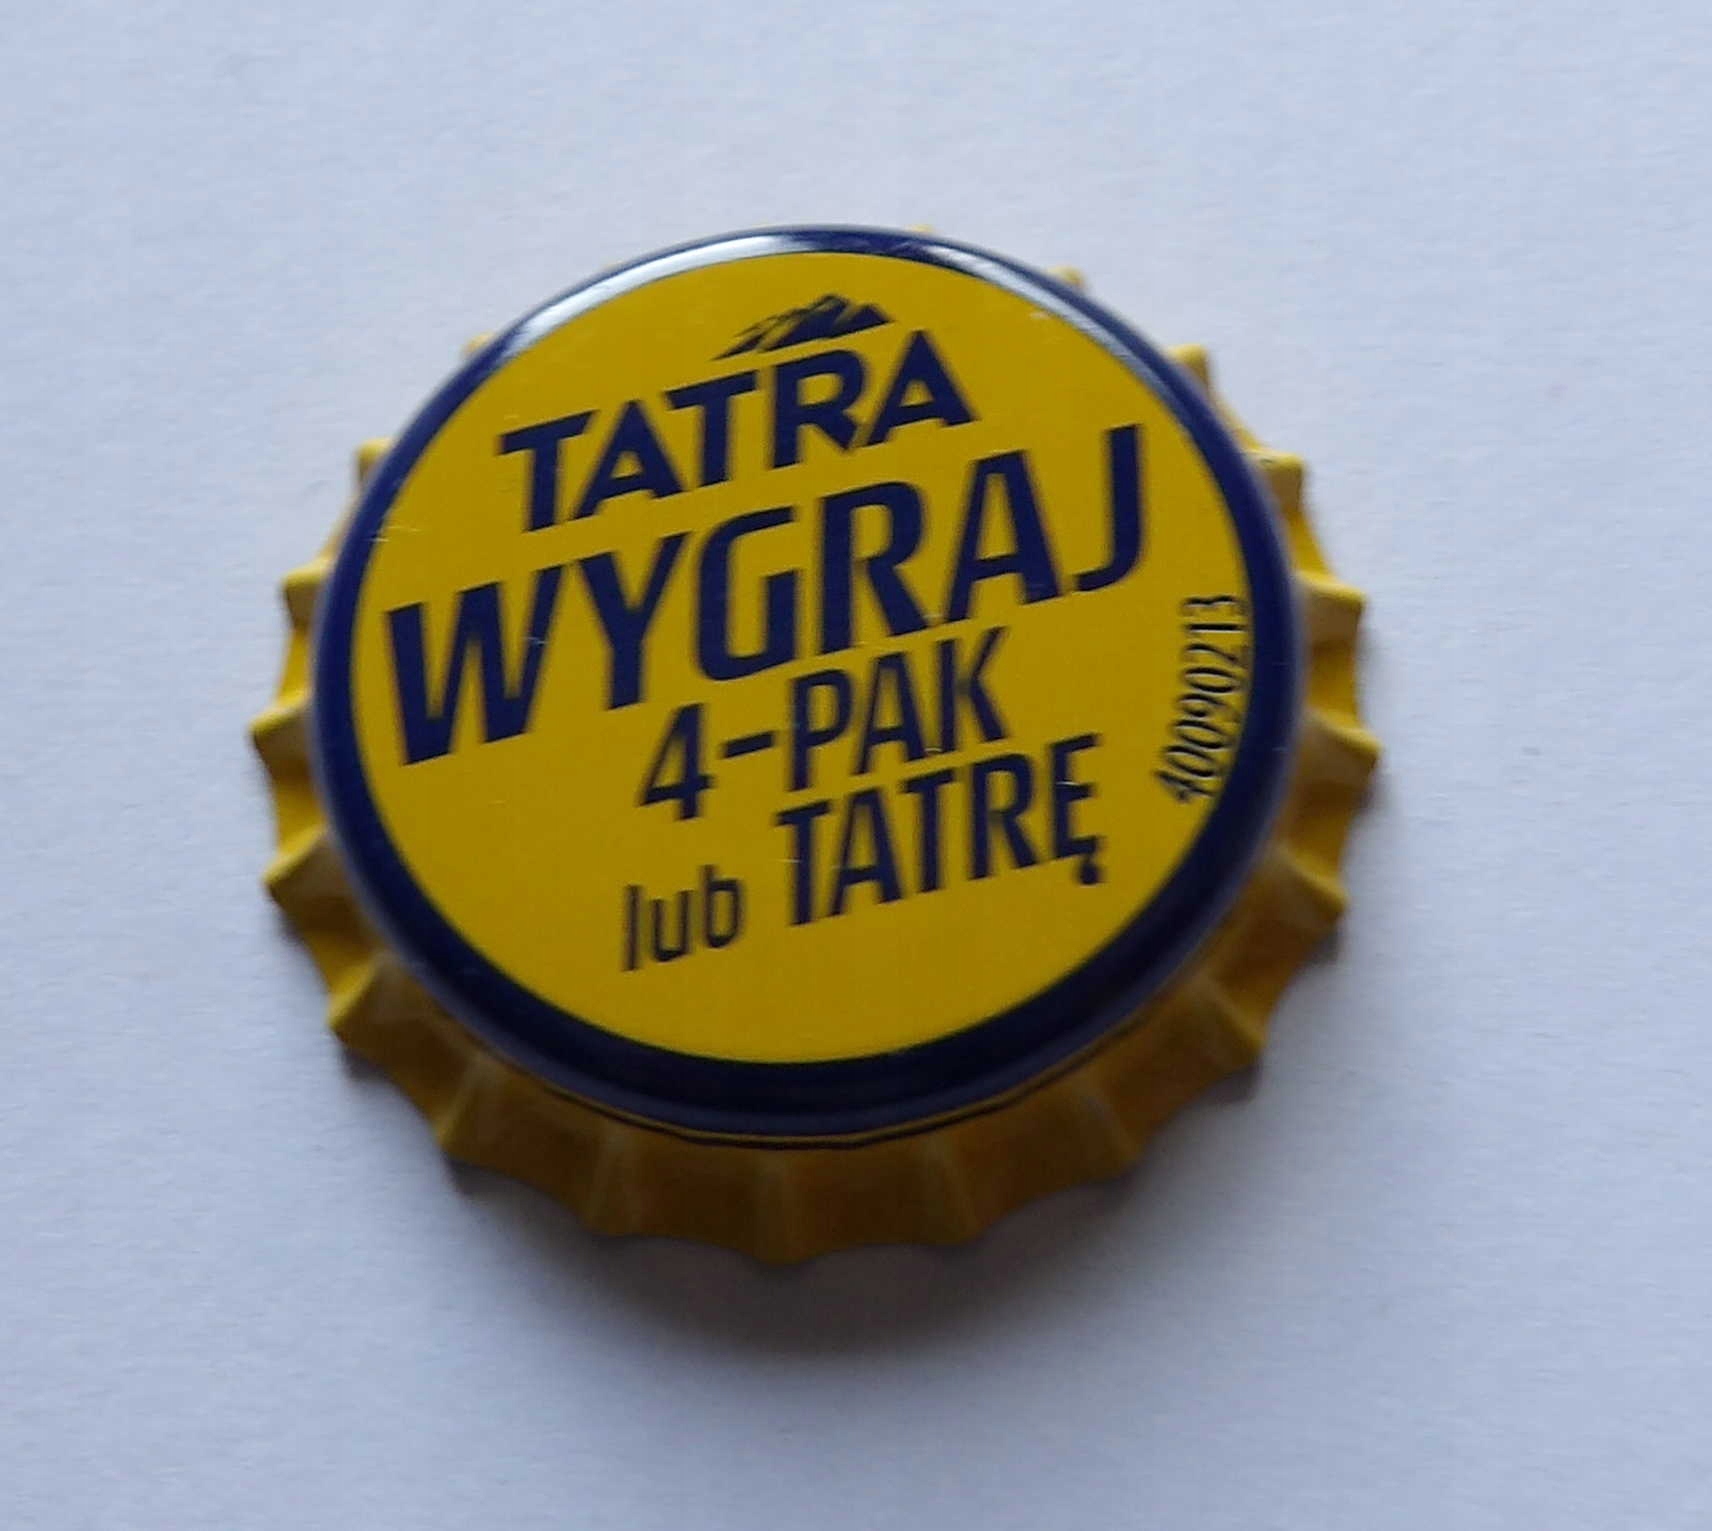 TATRA
WYGRAJ
4-PAK
lub TATRĘ
40090213